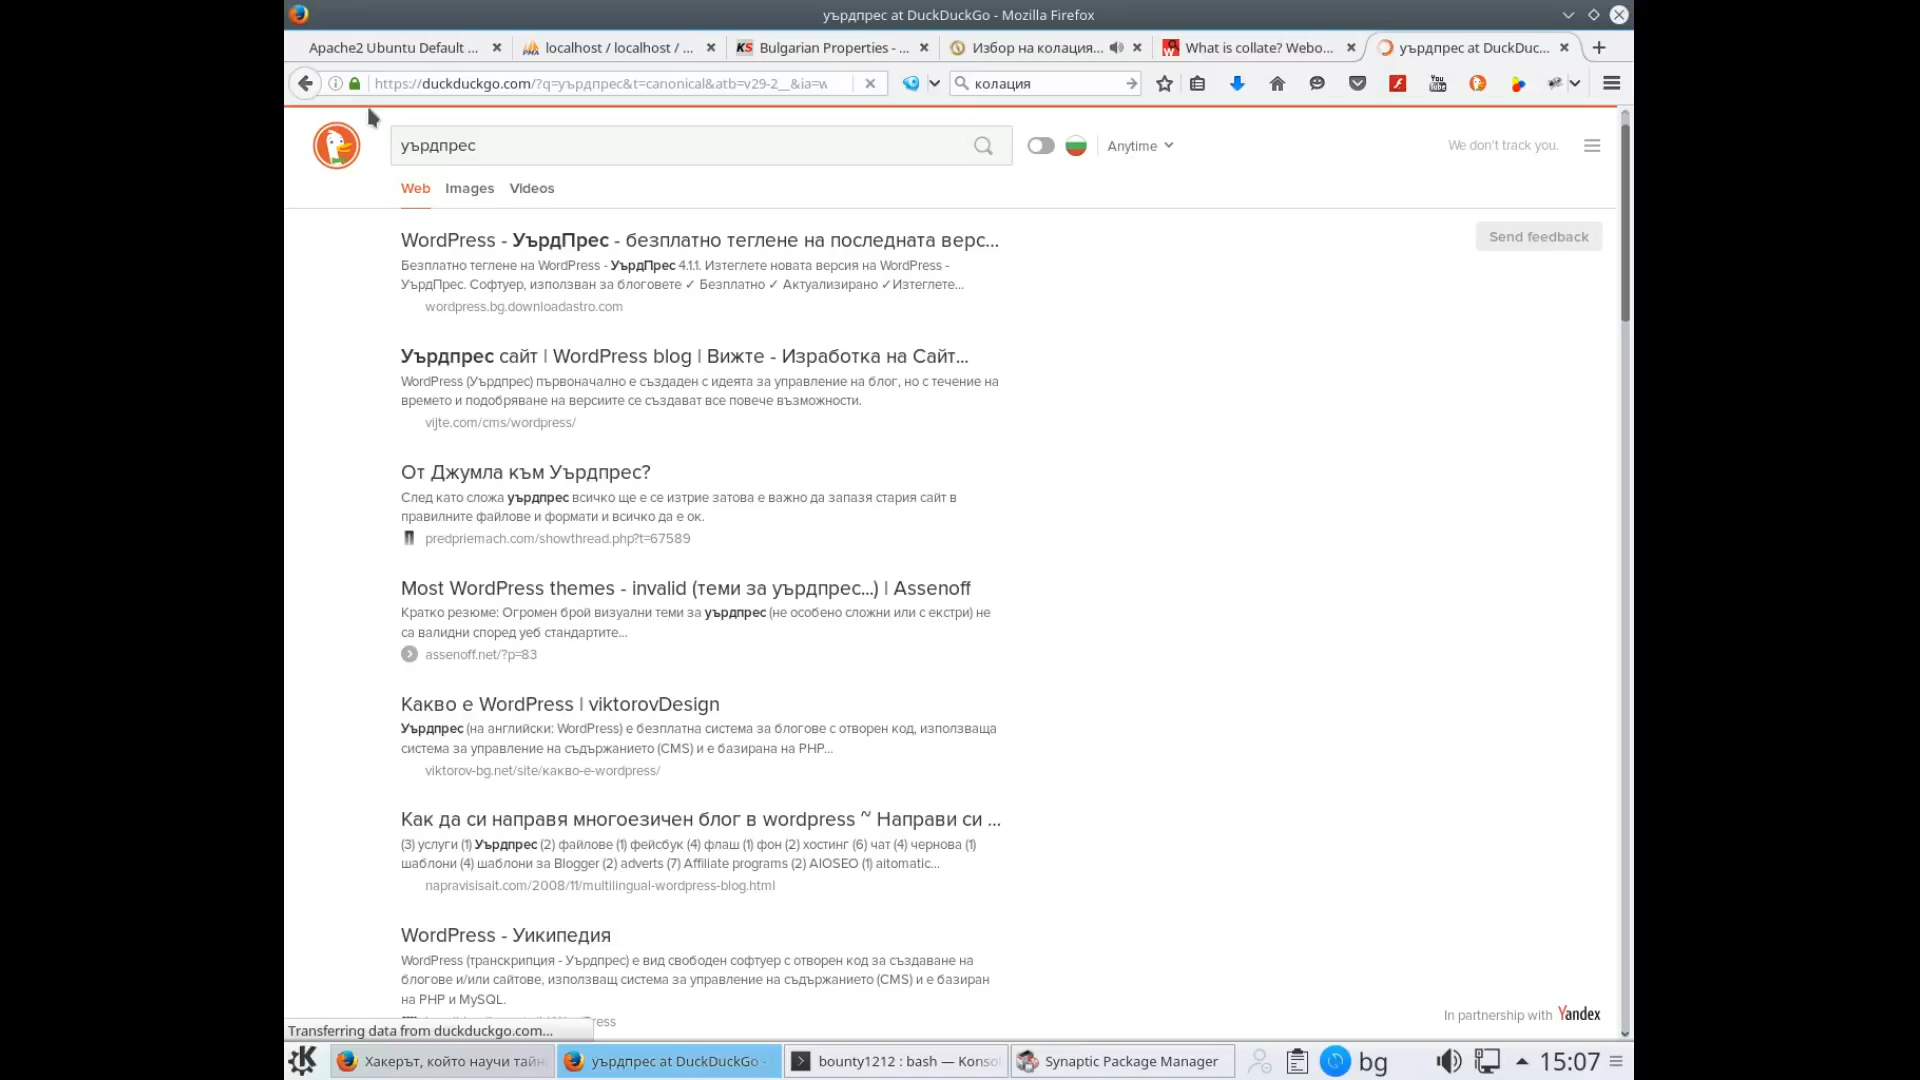 уърдпрес at DuckDuckGo - Mozilla Firefox
Apache2 Ubuntu Default ...
localhost / localhost / ...
KS Bulgarian Properties - ...
Избор на колация...
What is collate? Webo...
уърдпрес at DuckDuc...
https://duckduckgo.com/?q=уърдпрес&t=canonical&atb=v29-2__&ia=w
колация
уърдпрес
Anytime
We don't track you.
Web Images Videos
Send feedback
WordPress - УърдПрес - безплатно теглене на последната верс...
Безплатно теглене на WordPress - УърдПрес 4.1.1. Изтеглете новата версия на WordPress -
УърдПрес. Софтуер, използван за блоговете ✓ Безплатно ✓ Актуализирано ✓Изтеглете...
wordpress.bg.downloadastro.com
Уърдпрес сайт | WordPress blog | Вижте - Изработка на Сайт...
WordPress (Уърдпрес) първоначално е създаден с идеята за управление на блог, но с течение на
времето и подобряване на версиите се създават все повече възможности.
vijte.com/cms/wordpress/
От Джумла към Уърдпрес?
След като сложа уърдпрес всичко ще е се изтрие затова е важно да запазя стария сайт в
правилните файлове и формати и всичко да е ок.
predpriemach.com/showthread.php?t=67589
Most WordPress themes - invalid (теми за уърдпрес...) | Assenoff
Кратко резюме: Огромен брой визуални теми за уърдпрес (не особено сложни или с екстри) не
са валидни според уеб стандартите...
assenoff.net/?p=83
Какво е WordPress | viktorovDesign
Уърдпрес (на английски: WordPress) е безплатна система за блогове с отворен код, използваща
система за управление на съдържанието (CMS) и е базирана на PHP...
viktorov-bg.net/site/какво-е-wordpress/
Как да си направя многоезичен блог в wordpress ~ Направи си ...
(3) услуги (1) Уърдпрес (2) файлове (1) фейсбук (4) флаш (1) фон (2) хостинг (6) чат (4) чернова (1)
шаблони (4) шаблони за Blogger (2) adverts (7) Affiliate programs (2) AIOSEO (1) aitomatic...
napravisisait.com/2008/11/multilingual-wordpress-blog.html
WordPress - Уикипедия
WordPress (транскрипция - Уърдпрес) е вид свободен софтуер с отворен код за създаване на
блогове и/или сайтове, използващ система за управление на съдържанието (CMS) и е базиран
на PHP и MySQL.
In partnership with Yandex
Transferring data from duckduckgo.com...
Хакерът, който научи тайн
уърдпрес at DuckDuckGo -
bounty1212 : bash — Konso
Synaptic Package Manager
bg
15:07